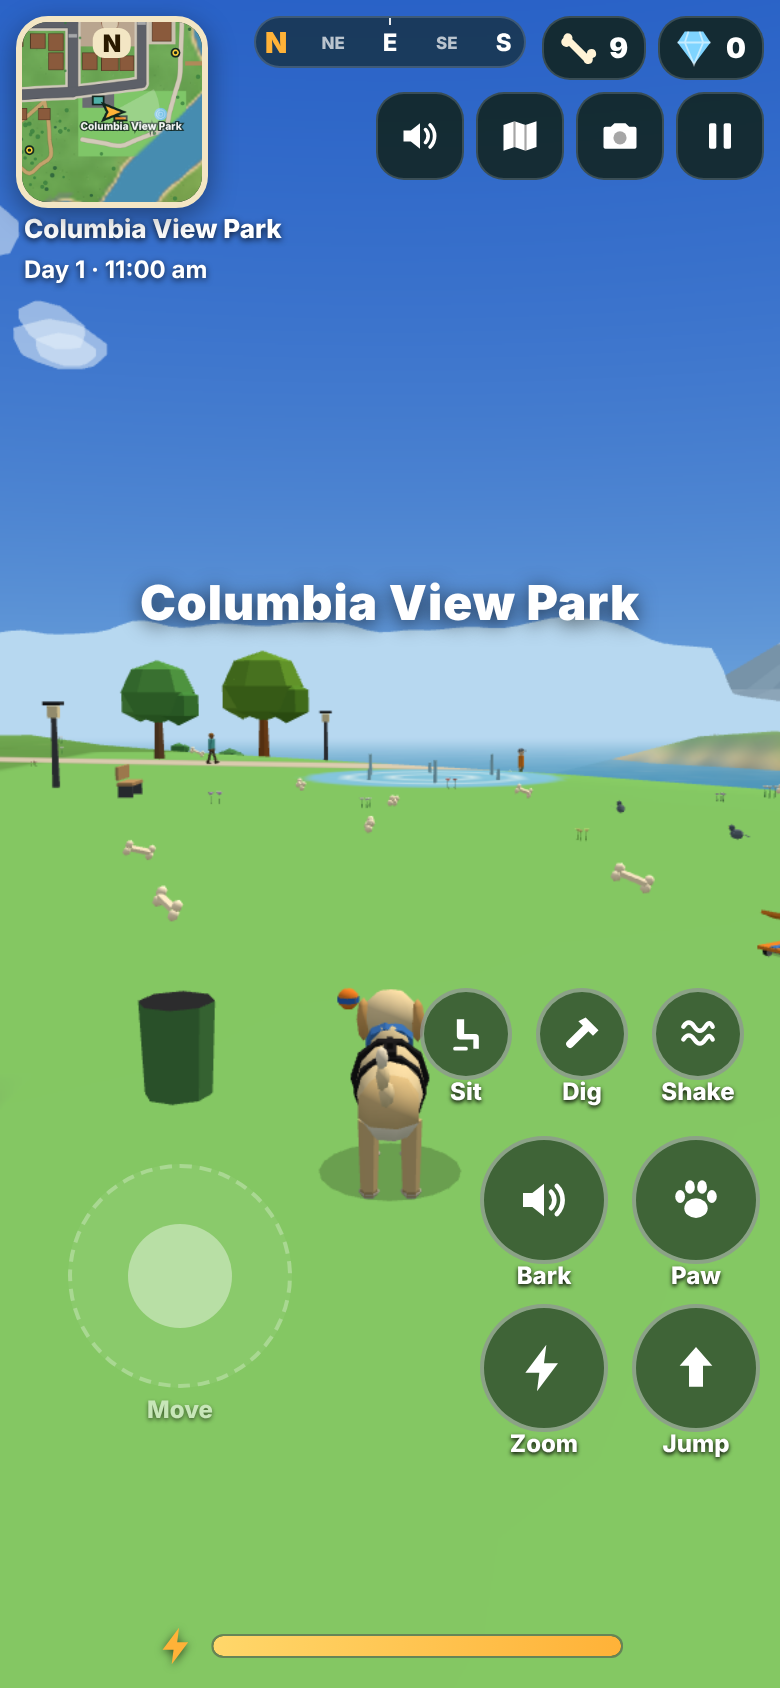 N
N NE E SE S
9
0
Columbia View Park
Columbia View Park
Day 1 · 11:00 am
Columbia View Park
Sit Dig Shake
Bark Paw
Move
Zoom Jump